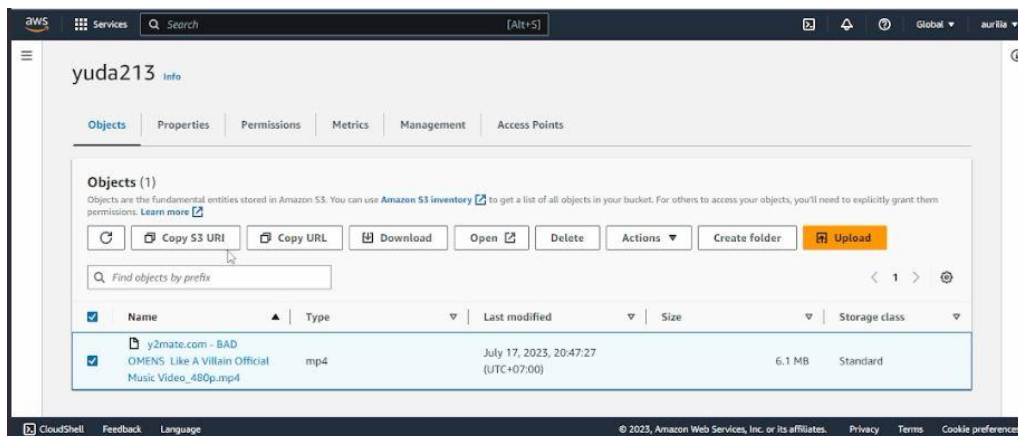 aws Services Search [Alt+S] Global aurilia
yuda213 Info
Objects Properties Permissions Metrics Management Access Points
Objects (1)
Objects are the fundamental entities stored in Amazon S3. You can use Amazon S3 inventory to get a list of all objects in your bucket. For others to access your objects, you'll need to explicitly grant them
permissions. Learn more
Copy S3 URI Copy URL Download Open Delete Actions Create folder Upload
Find objects by prefix 1
Name Type Last modified Size Storage class
y2mate.com - BAD
OMENS Like A Villain Official
Music Video_480p.mp4
mp4
July 17, 2023, 20:47:27
(UTC+07:00)
6.1 MB
Standard
CloudShell Feedback Language © 2023, Amazon Web Services, Inc. or its affiliates. Privacy Terms Cookie preferences